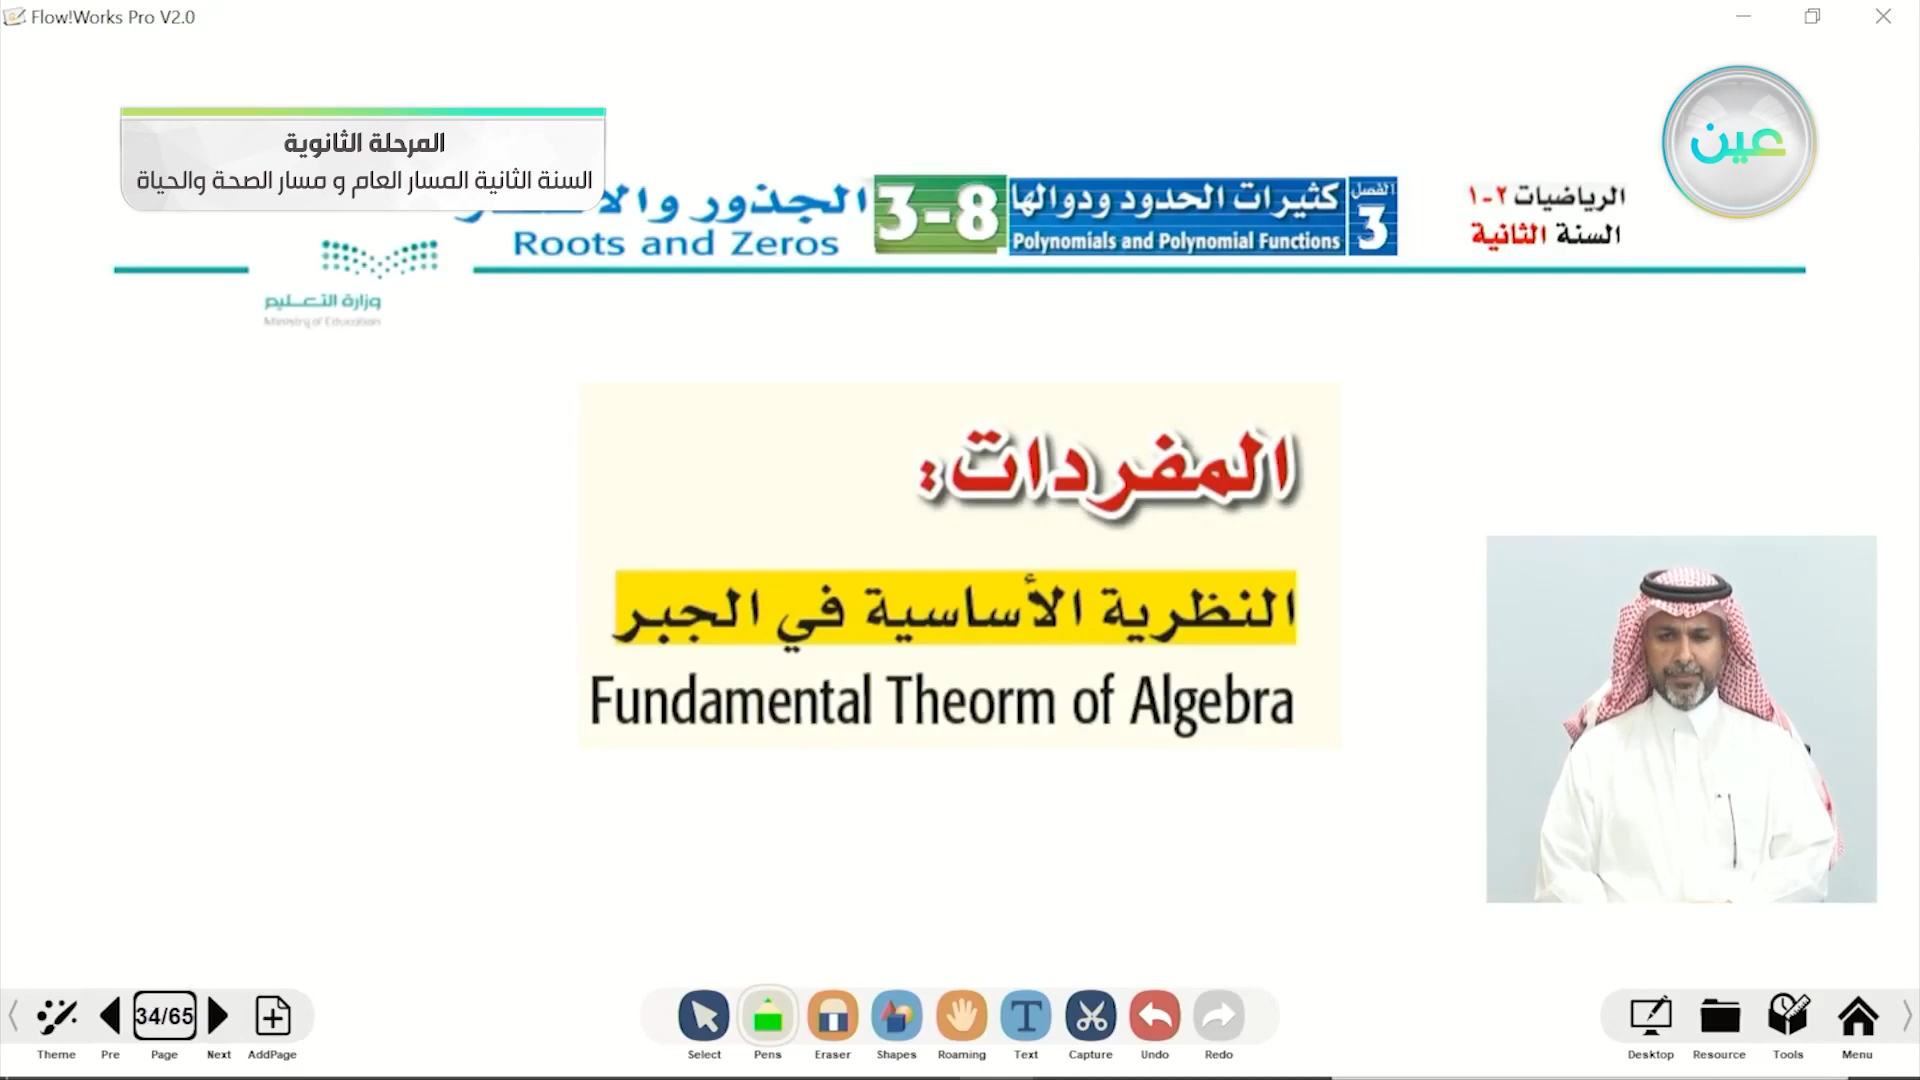 Flow!Works Pro V2.0
المرحلة الثانوية
السنة الثانية المسار العام و مسار الصحة والحياة
عين
الرياضيات ٢-١
السنة الثانية
الفصل
3
كثيرات الحدود ودوالها
Polynomials and Polynomial Functions
3-8
الجذور
Roots and Zeros
وزارة التعليم
Ministry of Education
المفردات:
النظرية الأساسية في الجبر
Fundamental Theorm of Algebra
34/65
Theme Pre Page Next AddPage
Select Pens Eraser Shapes Roaming Text Capture Undo Redo
Desktop Resource Tools Menu